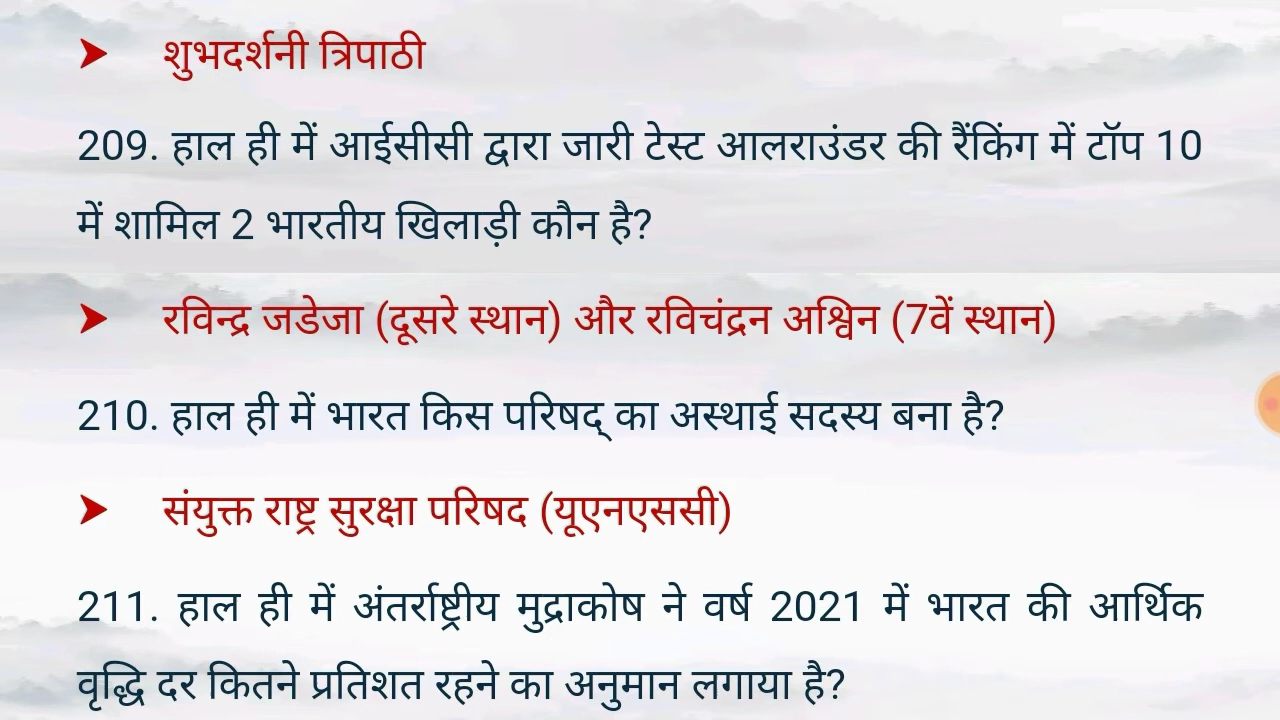 ➤ शुभदर्शनी त्रिपाठी
209. हाल ही में आईसीसी द्वारा जारी टेस्ट आलराउंडर की रैंकिंग में टॉप 10
में शामिल 2 भारतीय खिलाड़ी कौन है?
➤ रविन्द्र जडेजा (दूसरे स्थान) और रविचंद्रन अश्विन (7वें स्थान)
210. हाल ही में भारत किस परिषद् का अस्थाई सदस्य बना है?
➤ संयुक्त राष्ट्र सुरक्षा परिषद (यूएनएससी)
211. हाल ही में अंतर्राष्ट्रीय मुद्राकोष ने वर्ष 2021 में भारत की आर्थिक
वृद्धि दर कितने प्रतिशत रहने का अनुमान लगाया है?